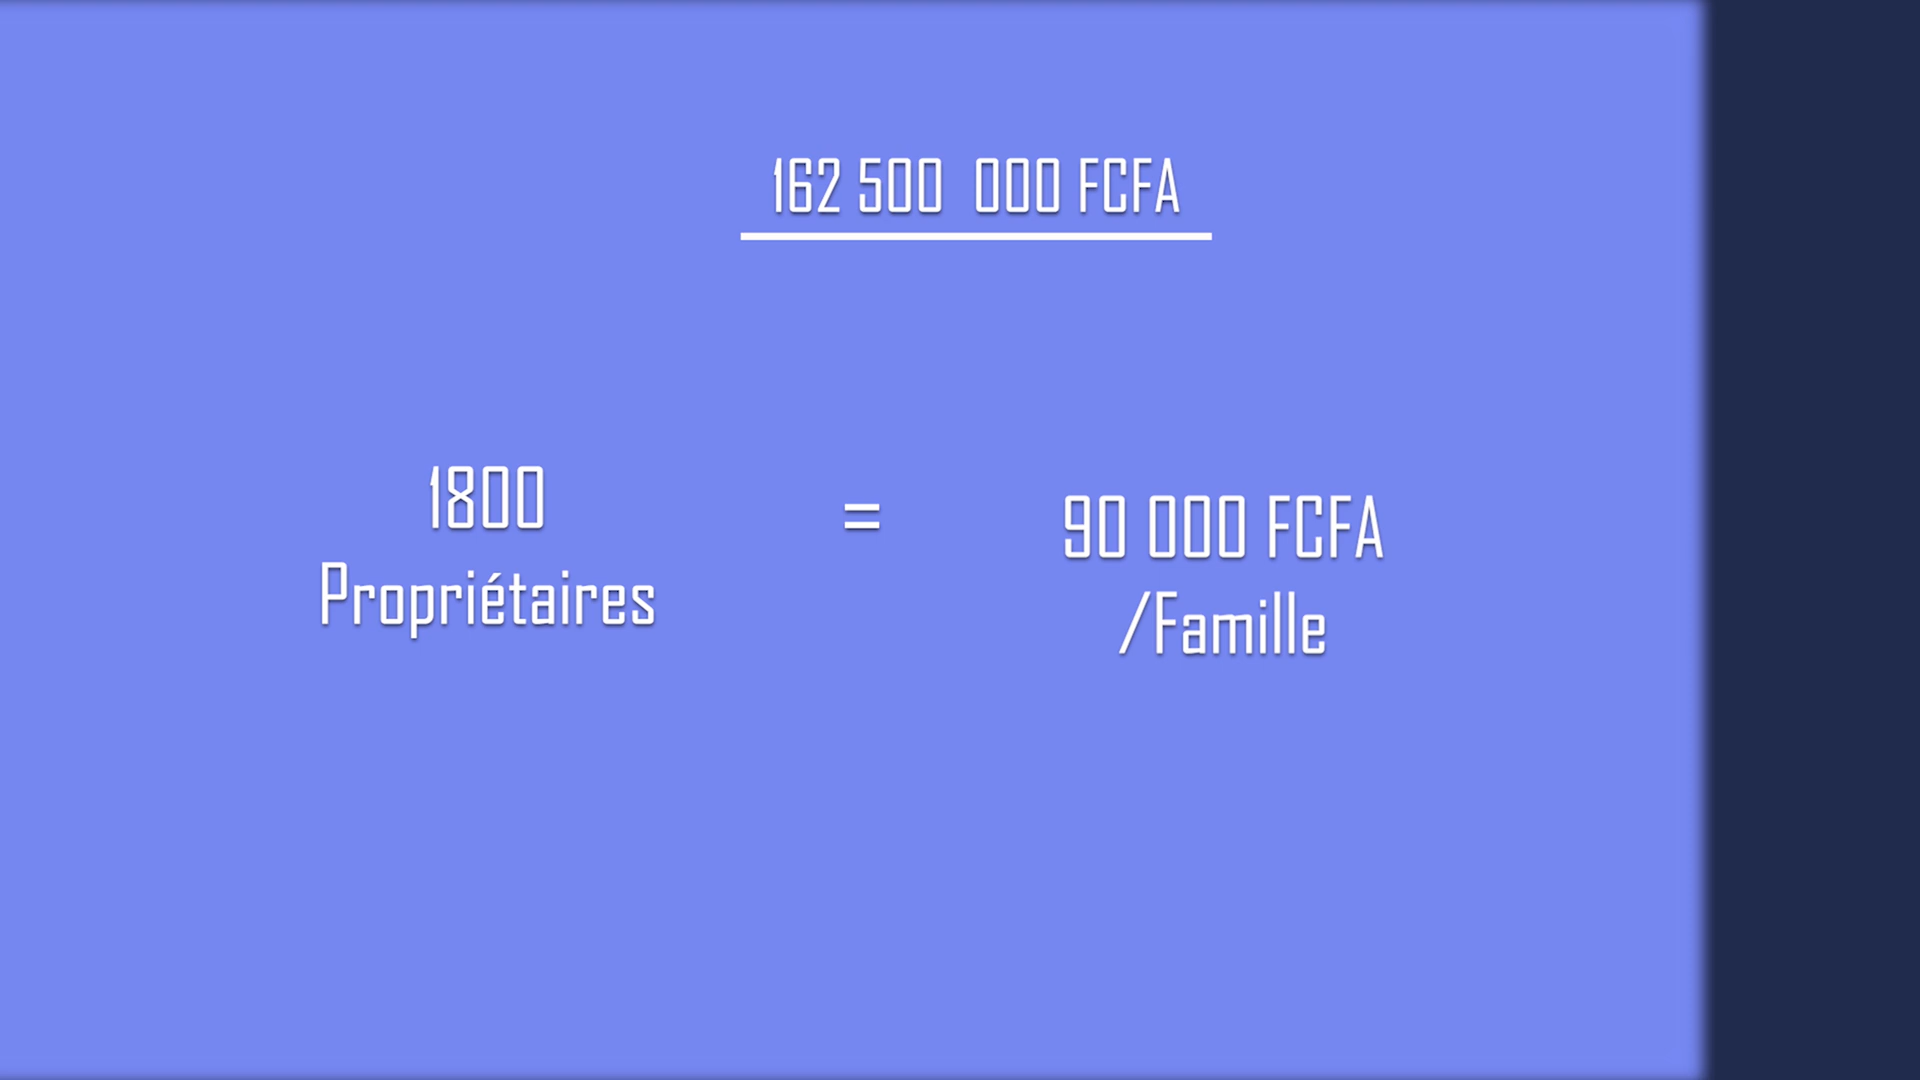 162 500  000 FCFA
1800
Propriétaires
=
90 000 FCFA
/Famille